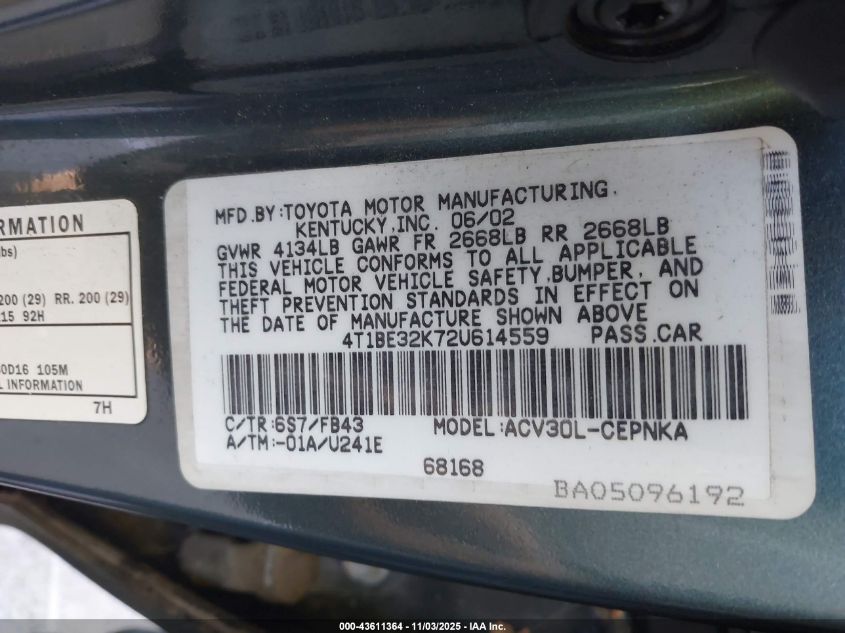 RMATION
bs)
200 (29) RR. 200 (29)
15 92H
0D16 105M
L INFORMATION
7H
MFD.BY:TOYOTA MOTOR MANUFACTURING.
KENTUCKY,INC. 06/02
GVWR 4134LB GAWR FR 2668LB RR 2668LB
THIS VEHICLE CONFORMS TO ALL APPLICABLE
FEDERAL MOTOR VEHICLE SAFETY,BUMPER, AND
THEFT PREVENTION STANDARDS IN EFFECT ON
THE DATE OF MANUFACTURE SHOWN ABOVE.
4T1BE32K72U614559 PASS.CAR
C/TR:6S7/FB43 MODEL:ACV30L-CEPNKA
A/TM:-01A/U241E
68168
BA05096192
000-43611364 - 11/03/2025 - ©IAA Inc.